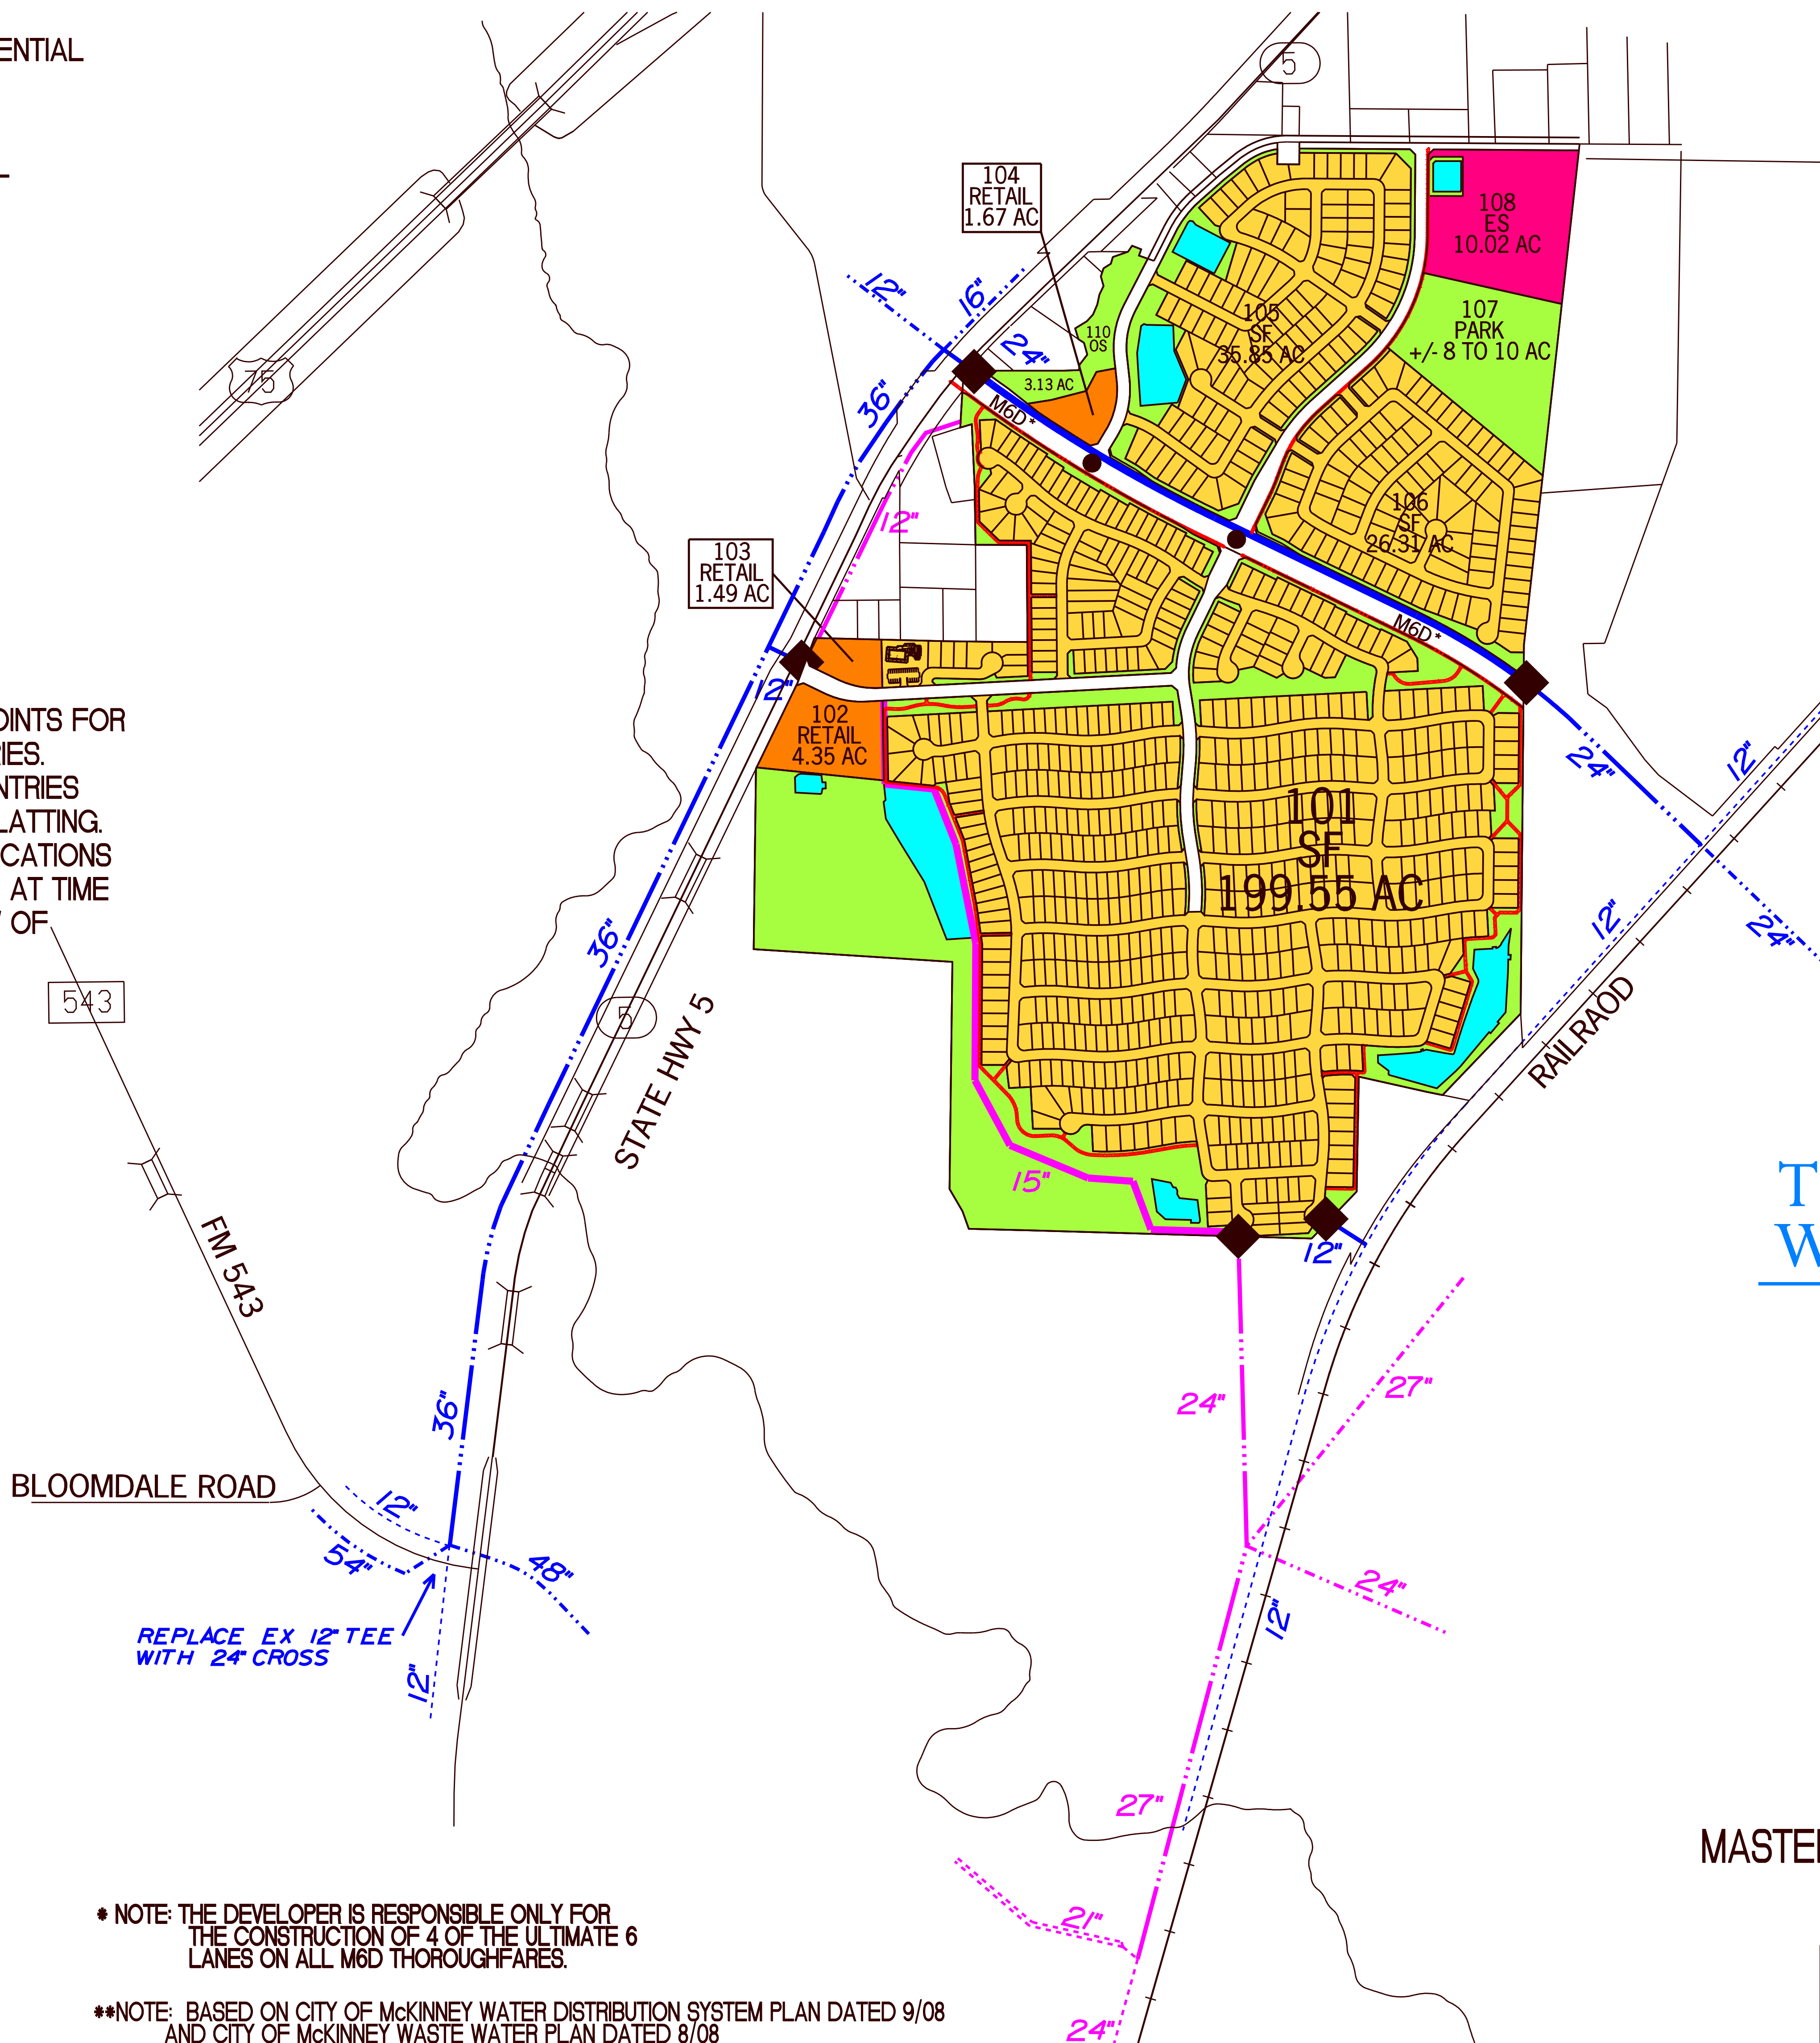 ENTIAL
5
104
RETAIL
1.67 AC
108
ES
10.02 AC
107
PARK
+/- 8 TO 10 AC
105
SF
35.85 AC
110
OS
3.13 AC
12"
16"
24"
36"
M6D*
75
106
SF
26.31 AC
12"
103
RETAIL
1.49 AC
M6D*
12"
102
RETAIL
4.35 AC
101
SF
199.55 AC
24"
12"
12"
24"
OINTS FOR
RIES.
NTRIES
LATTING.
CATIONS
AT TIME
OF
543
36"
5
STATE HWY 5
RAILRAOD
15"
12"
T
W
FM 543
36"
24"
27"
BLOOMDALE ROAD
12"
54"
48"
24"
12"
REPLACE EX 12" TEE
WITH 24" CROSS
12"
27"
MASTE
21"
24"
* NOTE: THE DEVELOPER IS RESPONSIBLE ONLY FOR
THE CONSTRUCTION OF 4 OF THE ULTIMATE 6
LANES ON ALL M6D THOROUGHFARES.
**NOTE: BASED ON CITY OF McKINNEY WATER DISTRIBUTION SYSTEM PLAN DATED 9/08
AND CITY OF McKINNEY WASTE WATER PLAN DATED 8/08